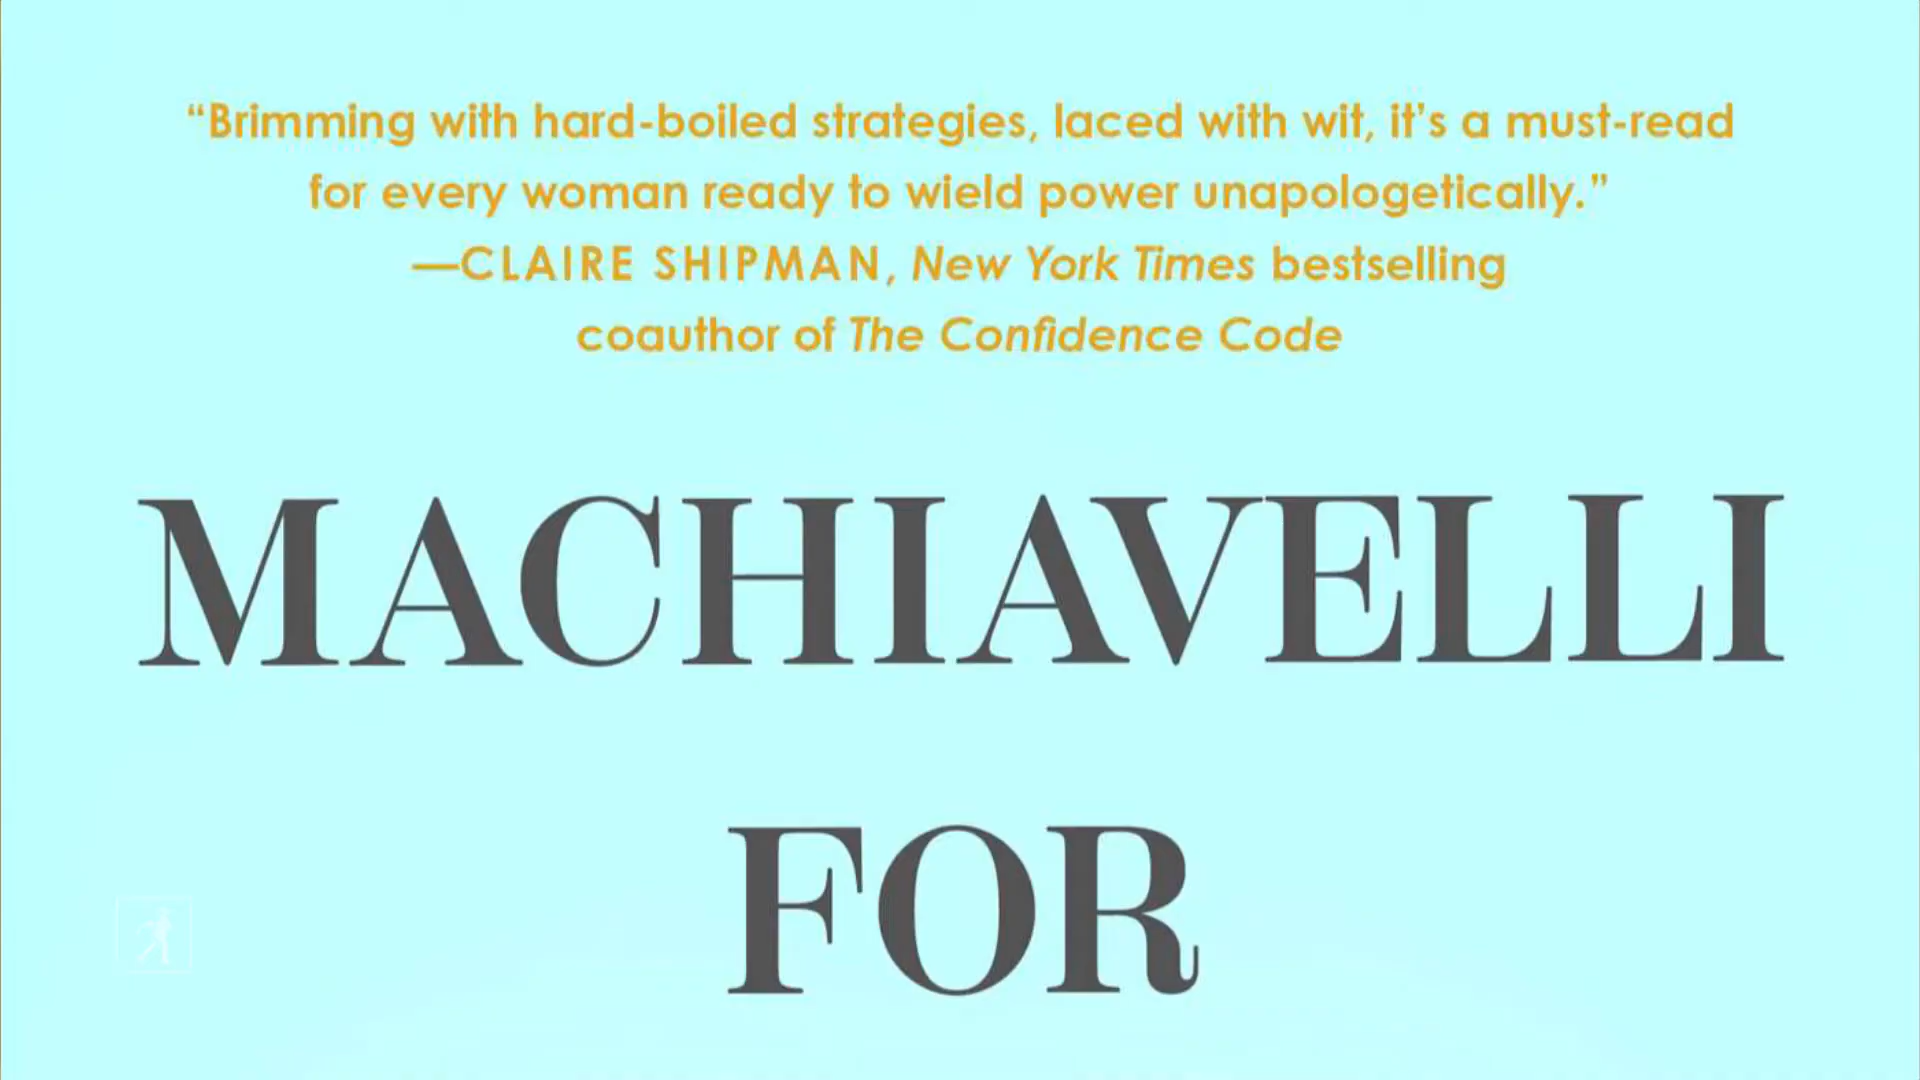 “Brimming with hard-boiled strategies, laced with wit, it's a must-read
for every woman ready to wield power unapologetically.”
—CLAIRE SHIPMAN, New York Times bestselling
coauthor of The Confidence Code
MACHIAVELLI
FOR